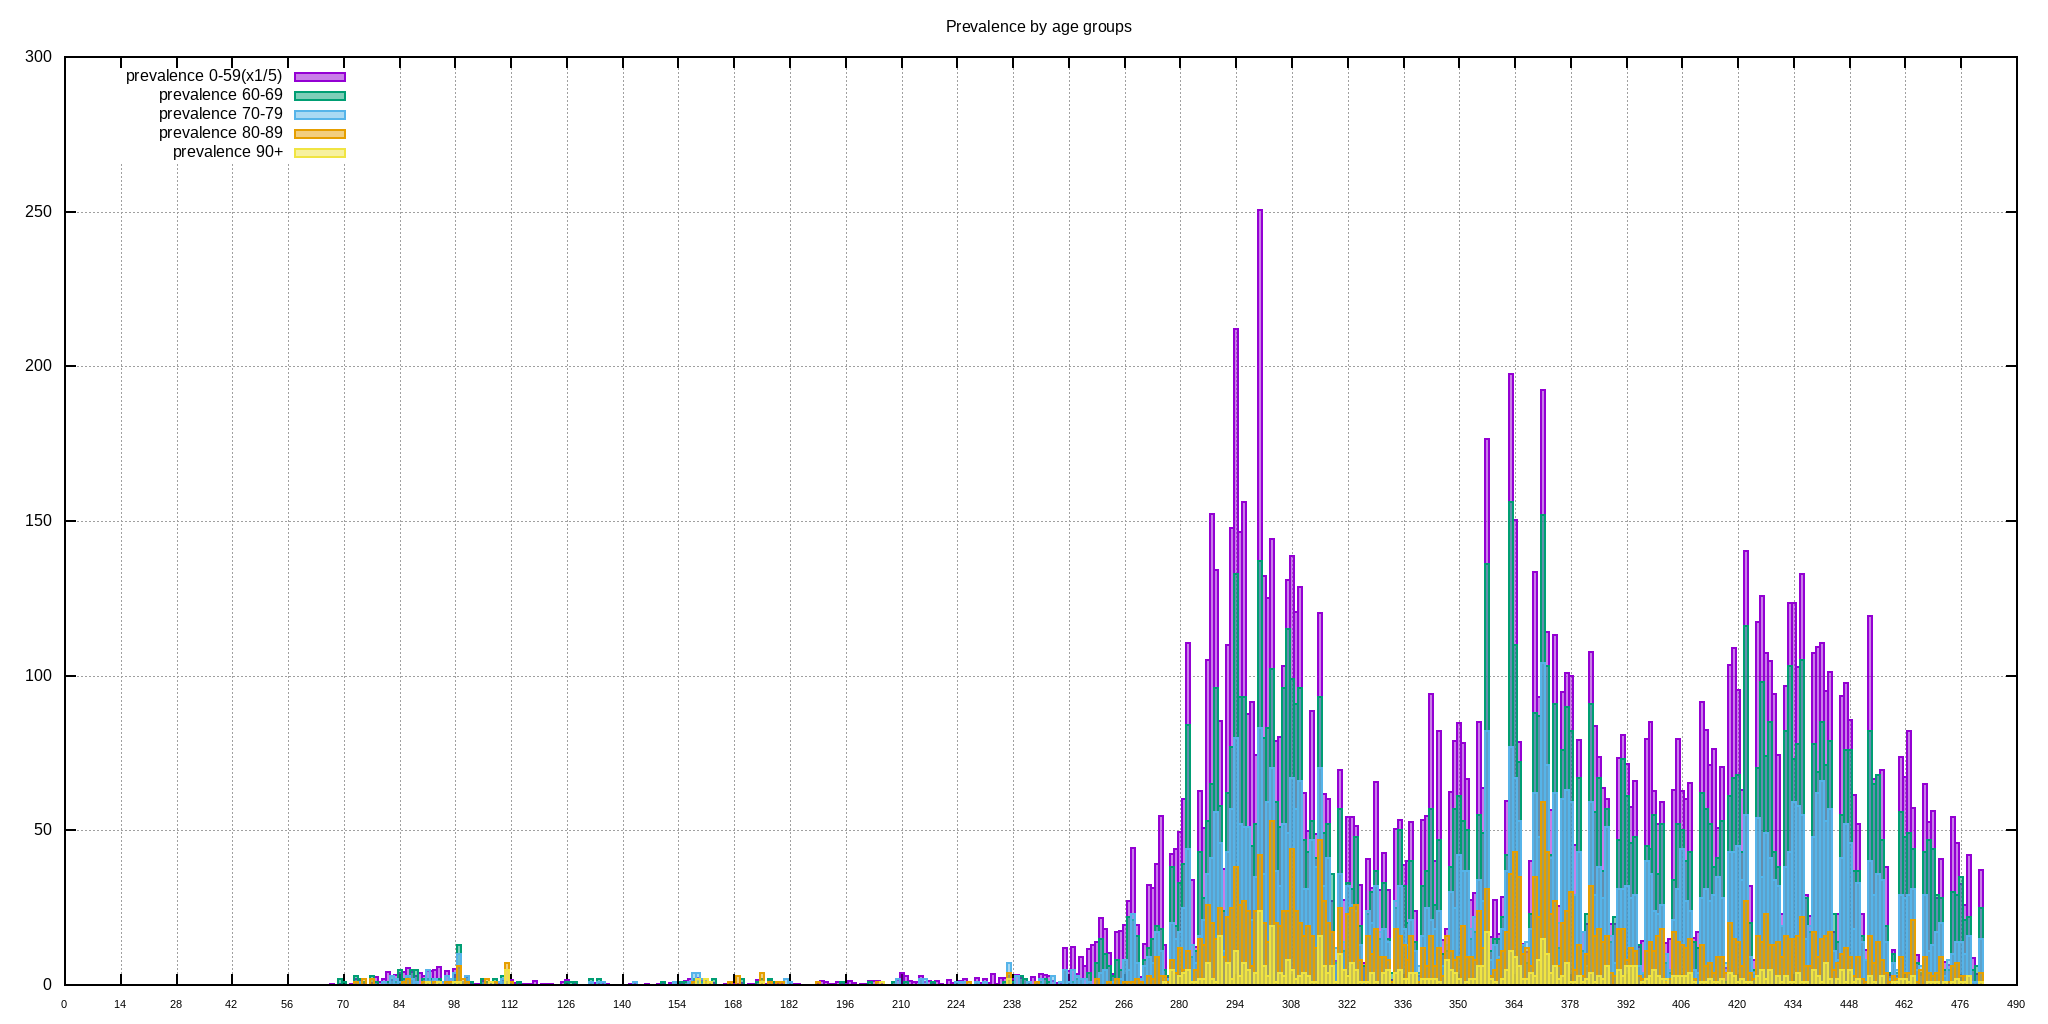 Prevalence by age groups
300
250
200
150
100
50
0
prevalence 0-59(x1/5)
prevalence 60-69
prevalence 70-79
prevalence 80-89
prevalence 90+
0 14 28 42 56 70 84 98 112 126 140 154 168 182 196 210 224 238 252 266 280 294 308 322 336 350 364 378 392 406 420 434 448 462 476 490